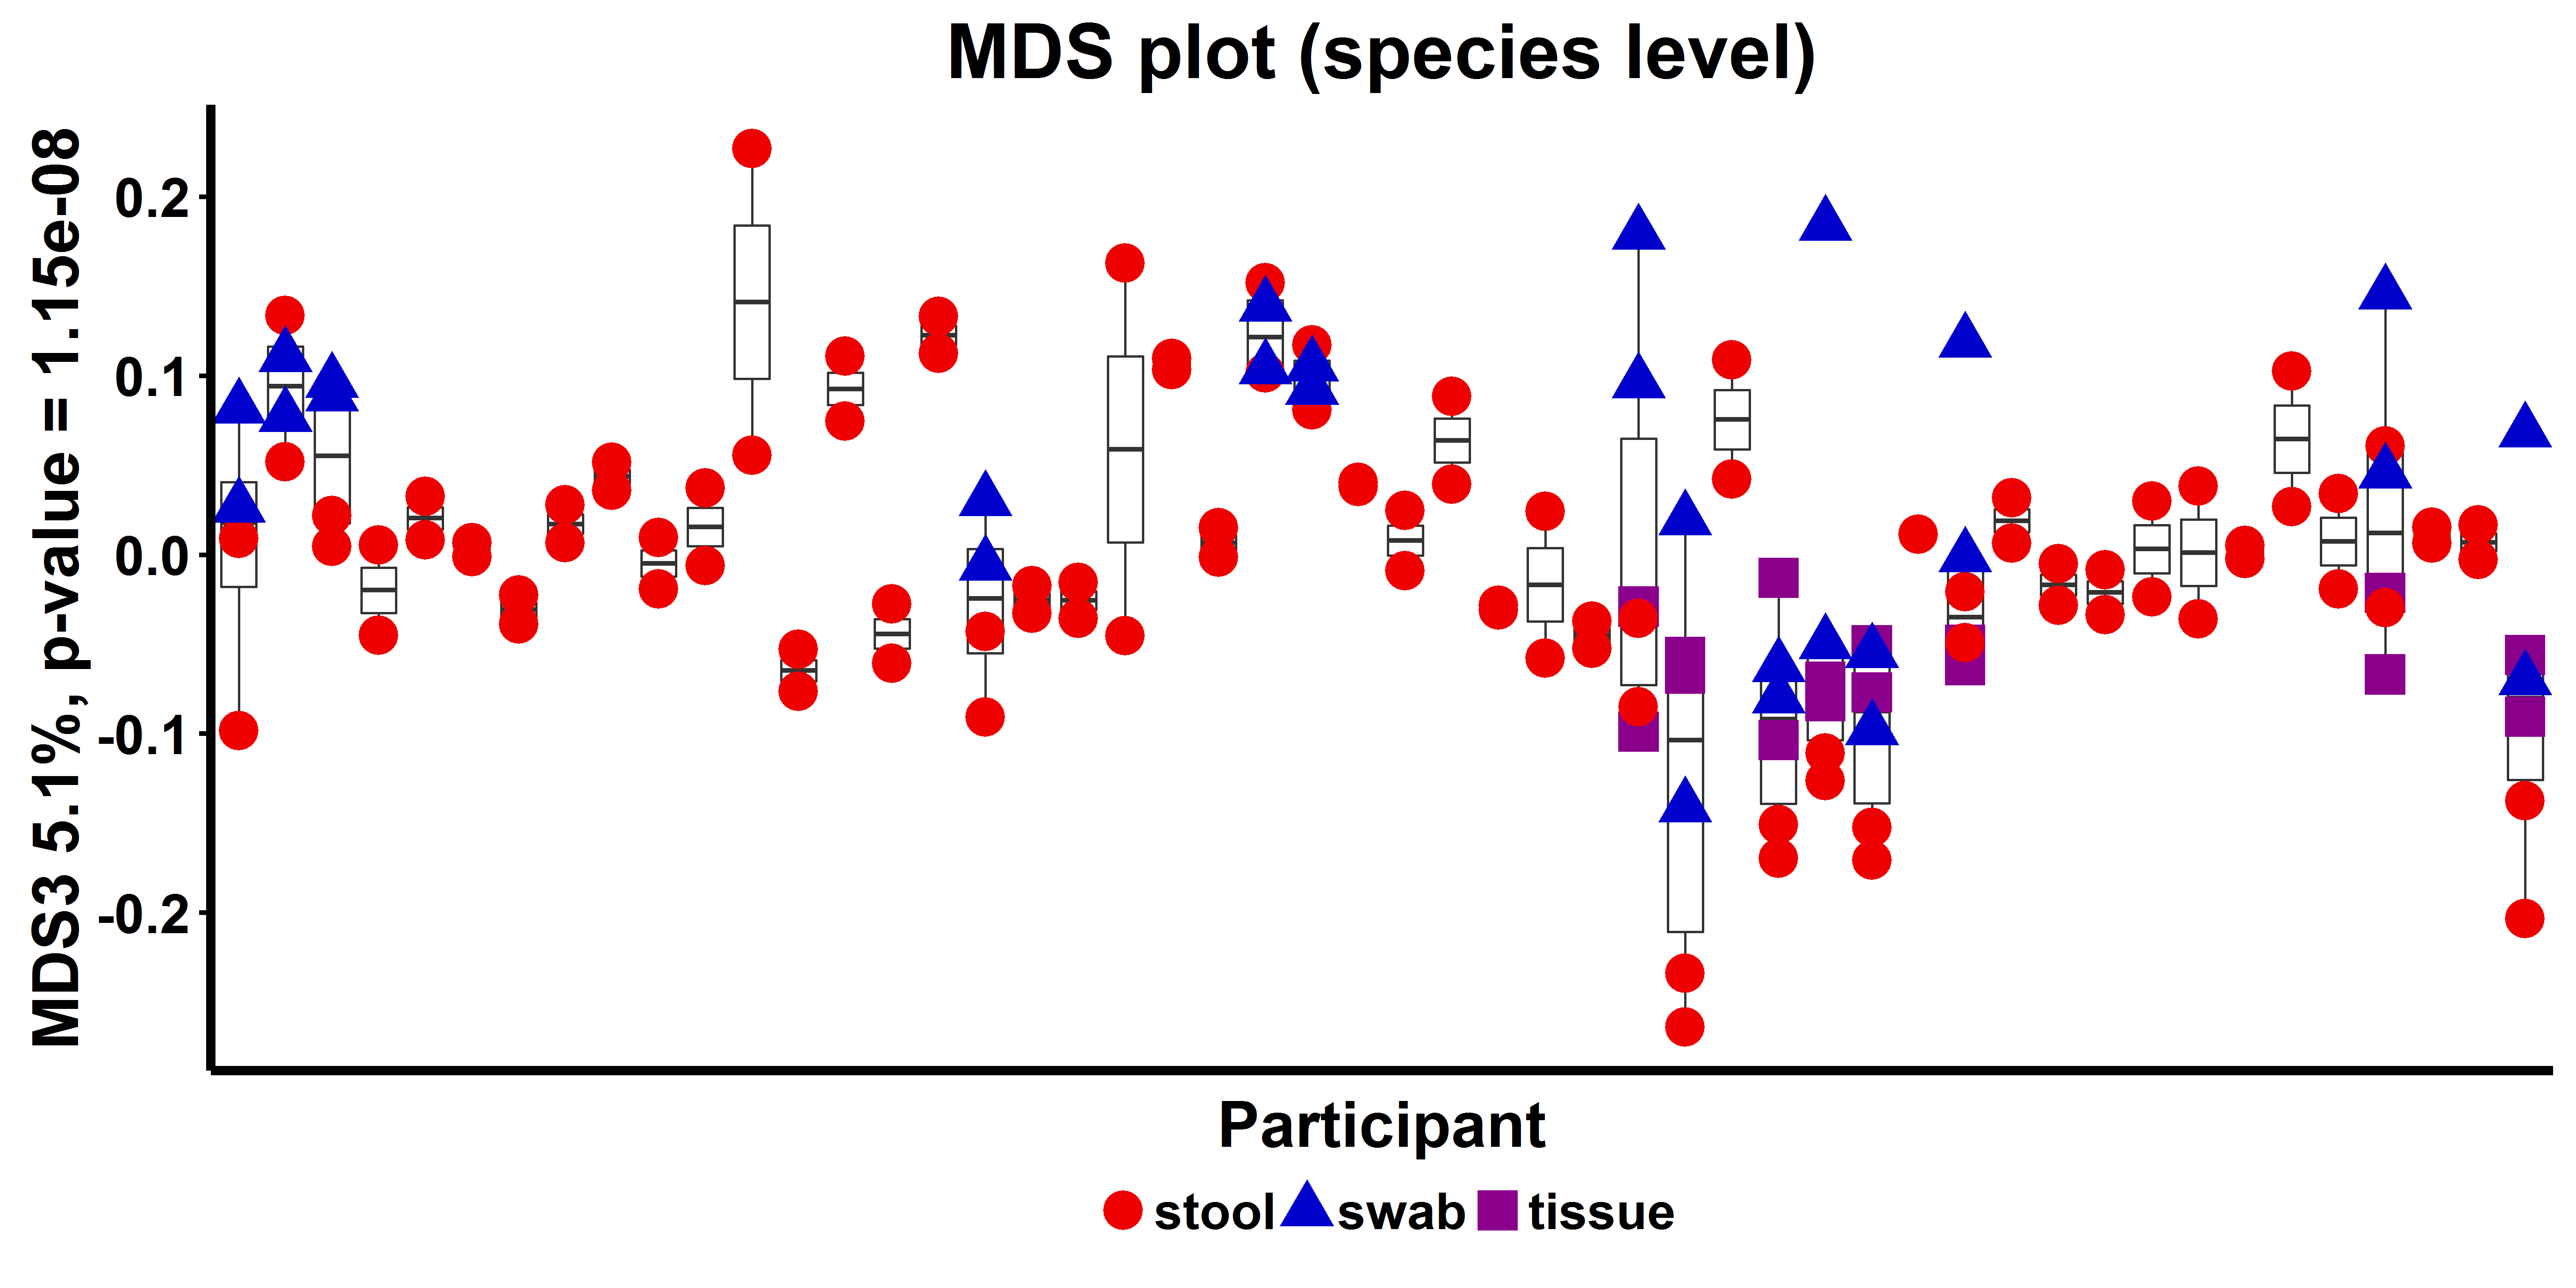 MDS plot (species level)
MDS3 5.1%, p-value = 1.15e-08
0.2
0.1
0.0
-0.1
-0.2
Participant
stool swab tissue